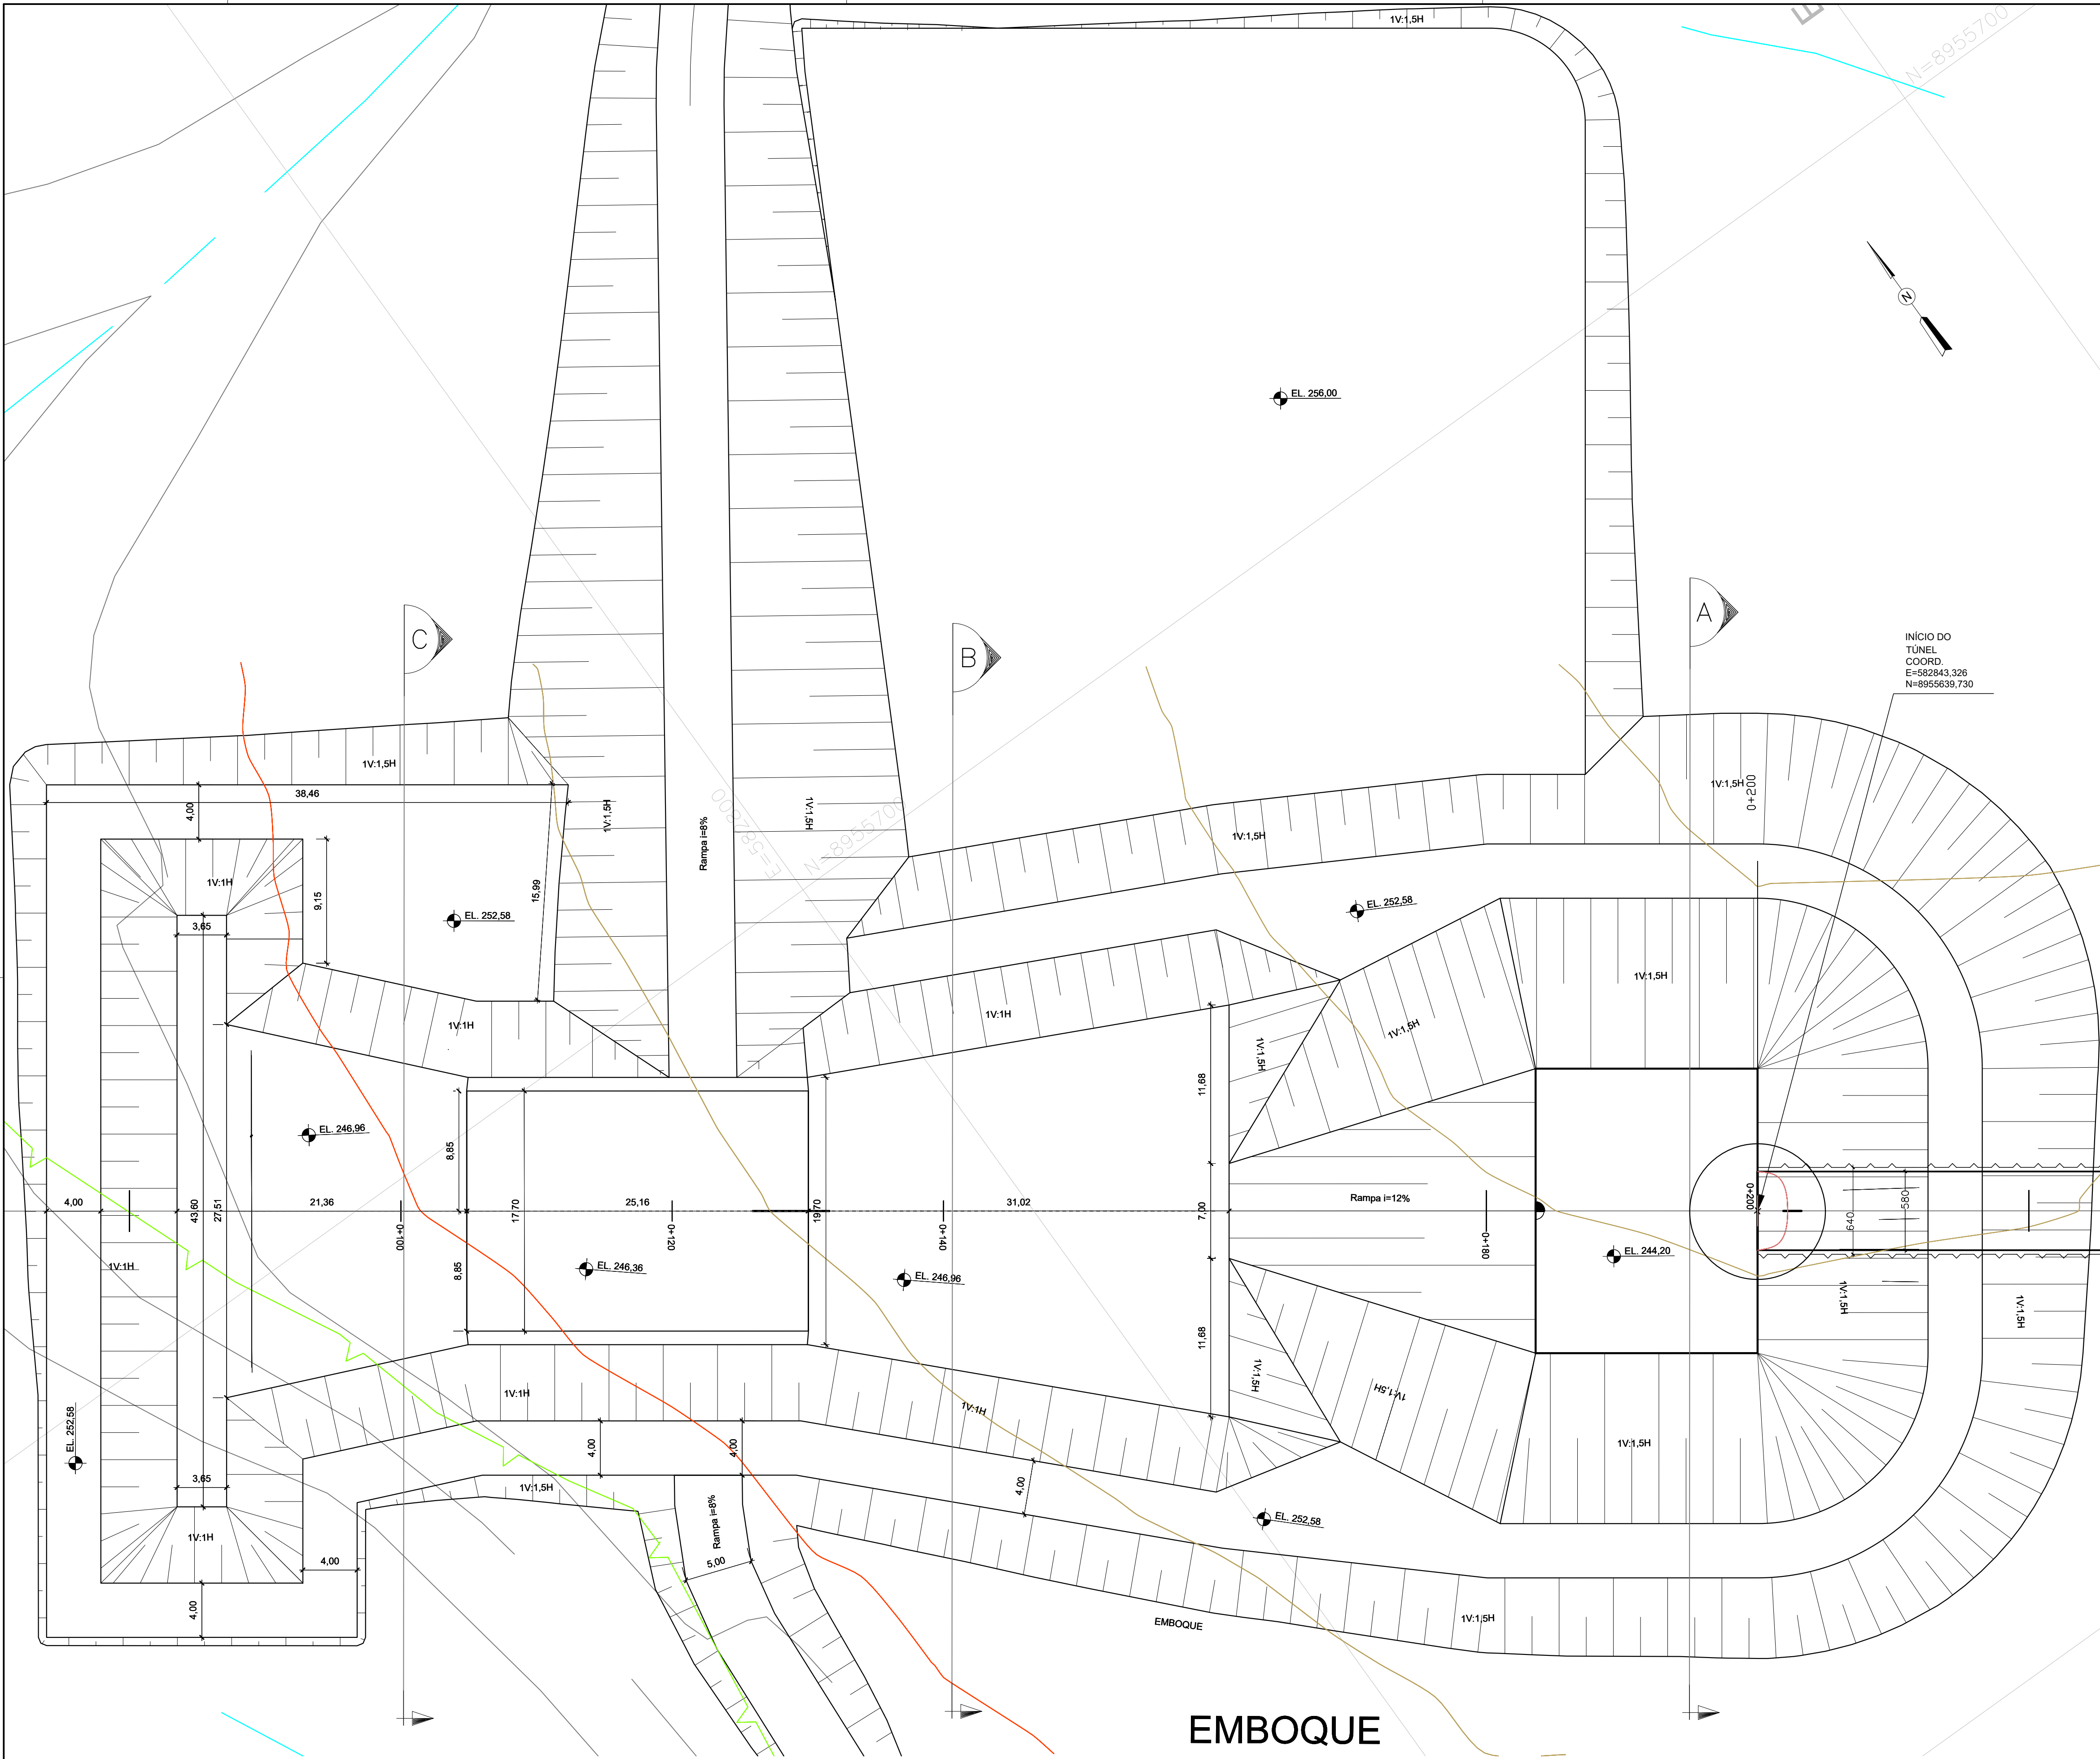 1V:1,5H
N=8955700
E
EL. 256,00
N
C
B
A
INÍCIO DO
TÚNEL
COORD.
E=582843,326
N=8955639,730
1V:1,5H
38,46
4,00
1V:1,5H
Rampa i=8%
1V:1,5H
E=582800
N=8955700
1V:1,5H
1V:1,5H
0+200
1V:1H
9,15
15,99
3,65
EL. 252,58
EL. 252,58
1V:1,5H
1V:1H
1V:1H
1V:1,5H
1V:1,5H
11,68
EL. 246,96
8,85
4,00
43,60
27,51
21,36
0+100
17,70
25,16
0+120
19,70
0+140
31,02
7,00
Rampa i=12%
0+180
0+200
640
580
EL. 244,20
1V:1H
8,85
EL. 246,36
EL. 246,96
1V:1,5H
1V:1,5H
11,68
1V:1,5H
1V:1,5H
1V:1H
1V:1H
EL. 252,58
4,00
4,00
1V:1,5H
3,65
1V:1,5H
4,00
Rampa i=8%
EL. 252,58
1V:1H
5,00
4,00
4,00
1V:1,5H
EMBOQUE
EMBOQUE